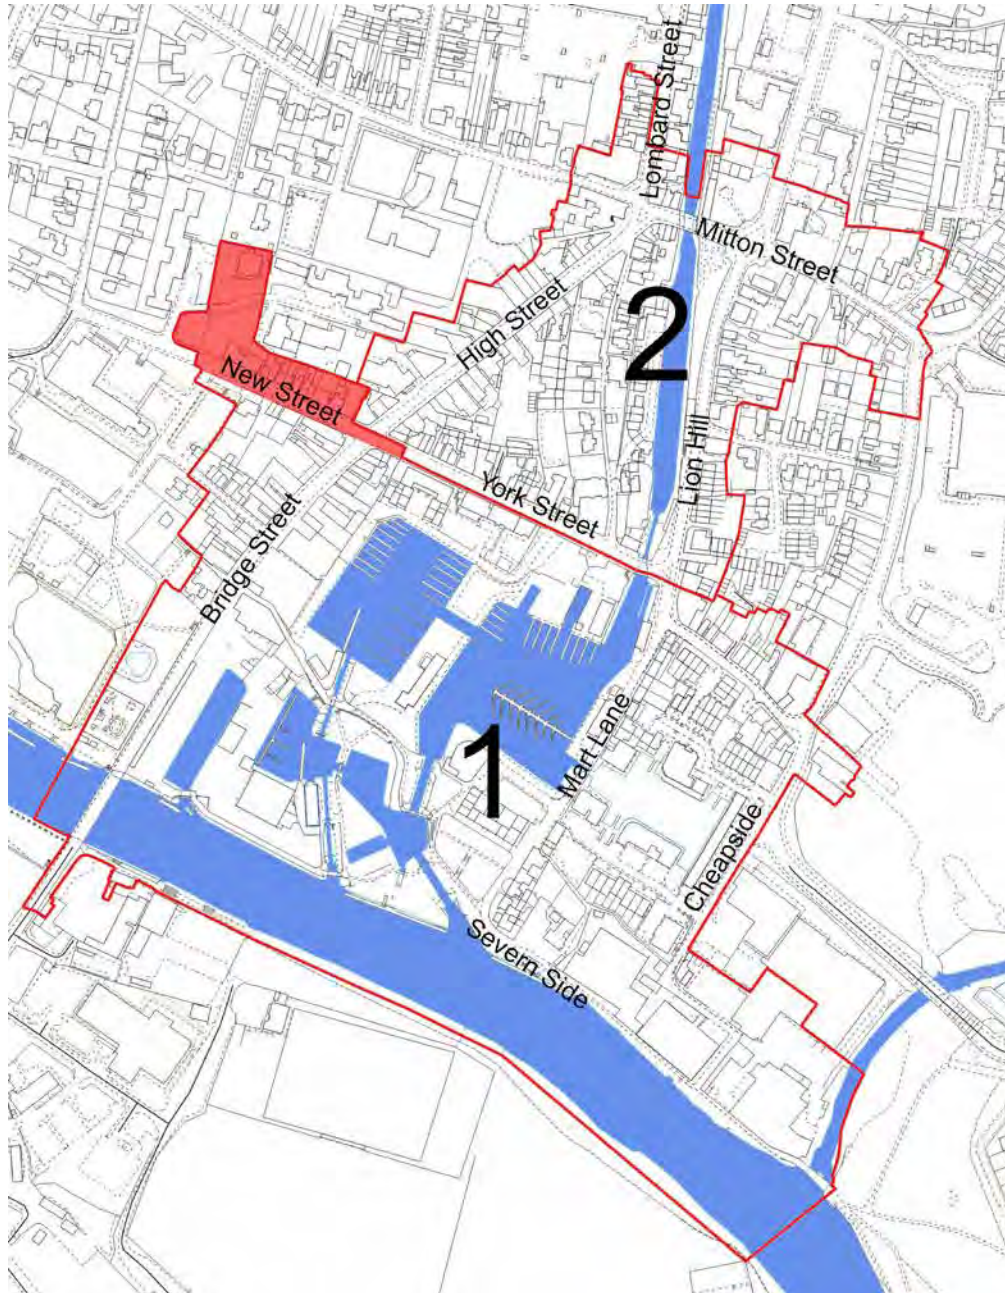 Lombard Street
Mitton Street
High Street
2
New Street
Lion Hill
York Street
Bridge Street
Mart Lane
1
Cheapside
Severn Side